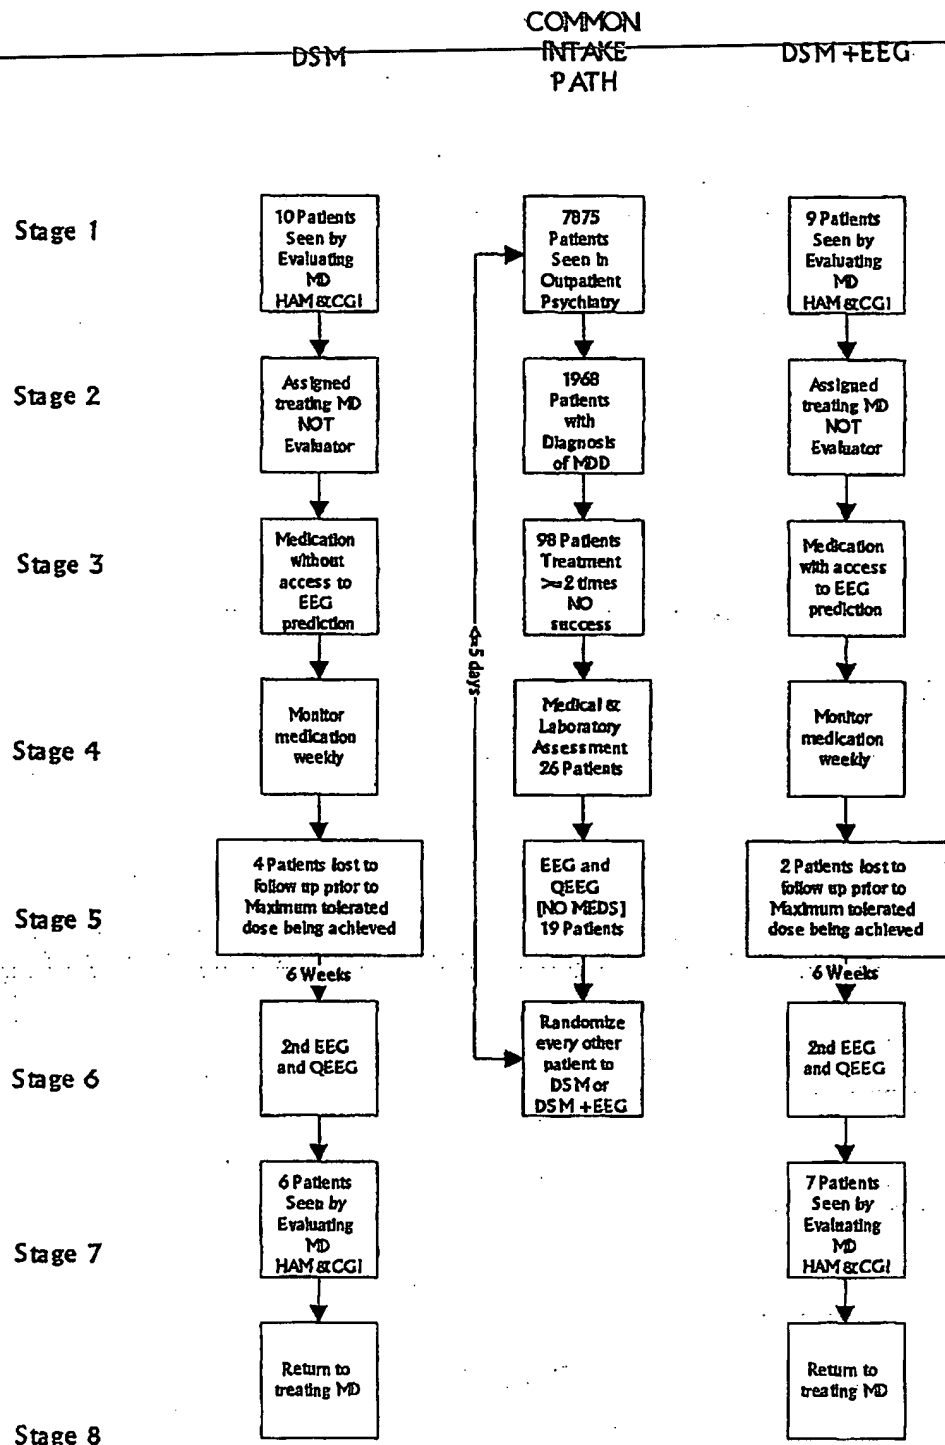 COMMON
INTAKE
PATH
DSM
DSM+EEG
Stage 1
10 Patients
Seen by
Evaluating
MD
HAM&CGI
7875
Patients
Seen in
Outpatient
Psychiatry
9 Patients
Seen by
Evaluating
MD
HAM&CGI
Stage 2
Assigned
treating MD
NOT
Evaluator
1968
Patients
with
Diagnosis
of MDD
Assigned
treating MD
NOT
Evaluator
Stage 3
Medication
without
access to
EEG
prediction
98 Patients
Treatment
>=2 times
NO
success
Medication
with access
to EEG
prediction
<=5 days
Stage 4
Monitor
medication
weekly
Medical &
Laboratory
Assessment
26 Patients
Monitor
medication
weekly
Stage 5
4 Patients lost to
follow up prior to
Maximum tolerated
dose being achieved
EEG and
QEEG
[NO MEDS]
19 Patients
2 Patients lost to
follow up prior to
Maximum tolerated
dose being achieved
6 Weeks
6 Weeks
Stage 6
2nd EEG
and QEEG
Randomize
every other
patient to
DSM or
DSM+EEG
2nd EEG
and QEEG
Stage 7
6 Patients
Seen by
Evaluating
MD
HAM&CGI
7 Patients
Seen by
Evaluating
MD
HAM&CGI
Return to
treating MD
Return to
treating MD
Stage 8